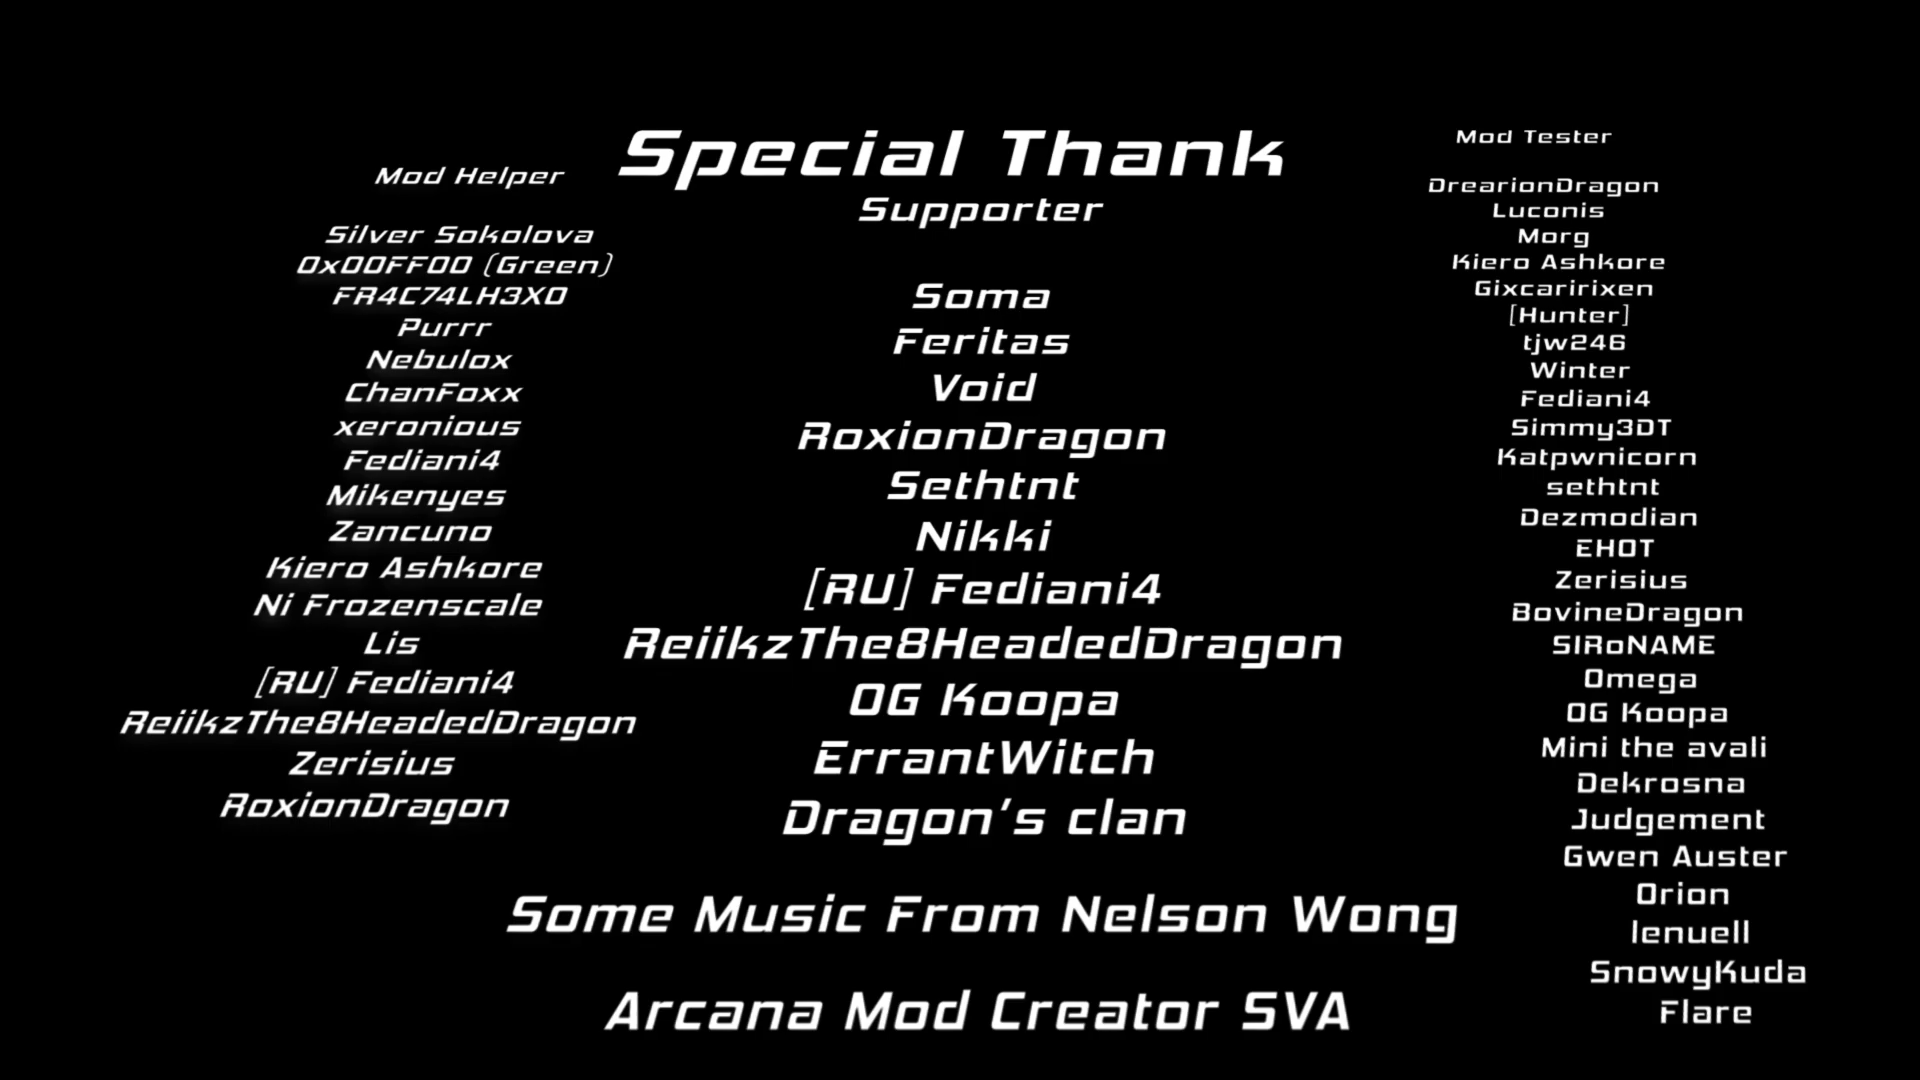 Special Thank
Mod Helper
Silver Sokolova
0x00FF00 (Green)
FR4C74LH3X0
Purrr
Nebulox
ChanFoxx
xeronious
Fediani4
Mikenyes
Zancuno
Kiero Ashkore
Ni Frozenscale
Lis
[RU] Fediani4
ReiikzThe8HeadedDragon
Zerisius
RoxionDragon
Supporter
Soma
Feritas
Void
RoxionDragon
Sethtnt
Nikki
[RU] Fediani4
ReiikzThe8HeadedDragon
OG Koopa
ErrantWitch
Dragon's clan
Some Music From Nelson Wong
Arcana Mod Creator SVA
Mod Tester
DrearionDragon
Luconis
Morg
Kiero Ashkore
Gixcaririxen
[Hunter]
tjw246
Winter
Fediani4
Simmy3DT
Katpwnicorn
sethtnt
Dezmodian
EHOT
Zerisius
BovineDragon
SIRoNAME
Omega
OG Koopa
Mini the avali
Dekrosna
Judgement
Gwen Auster
Orion
lenuell
SnowyKuda
Flare